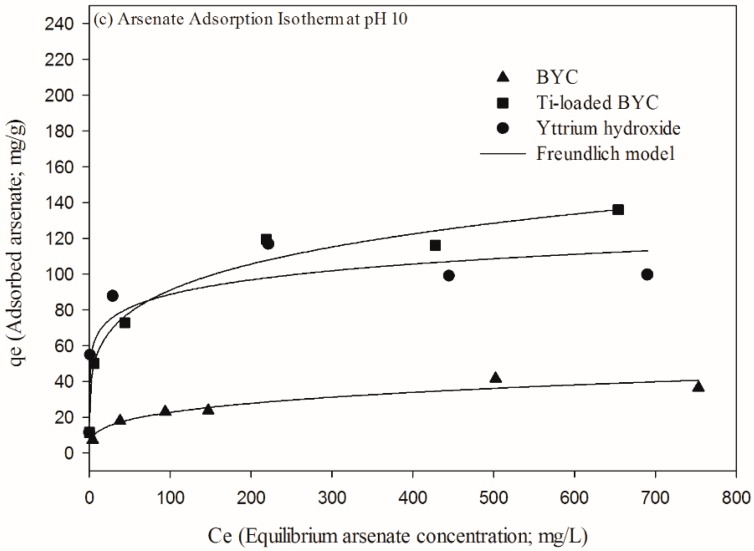 (c) Arsenate Adsorption Isotherm at pH 10
240
220
200
180
160
140
120
100
80
60
40
20
0
qe (Adsorbed arsenate; mg/g)
BYC
Ti-loaded BYC
Yttrium hydroxide
Freundlich model
0 100 200 300 400 500 600 700 800
Ce (Equilibrium arsenate concentration; mg/L)